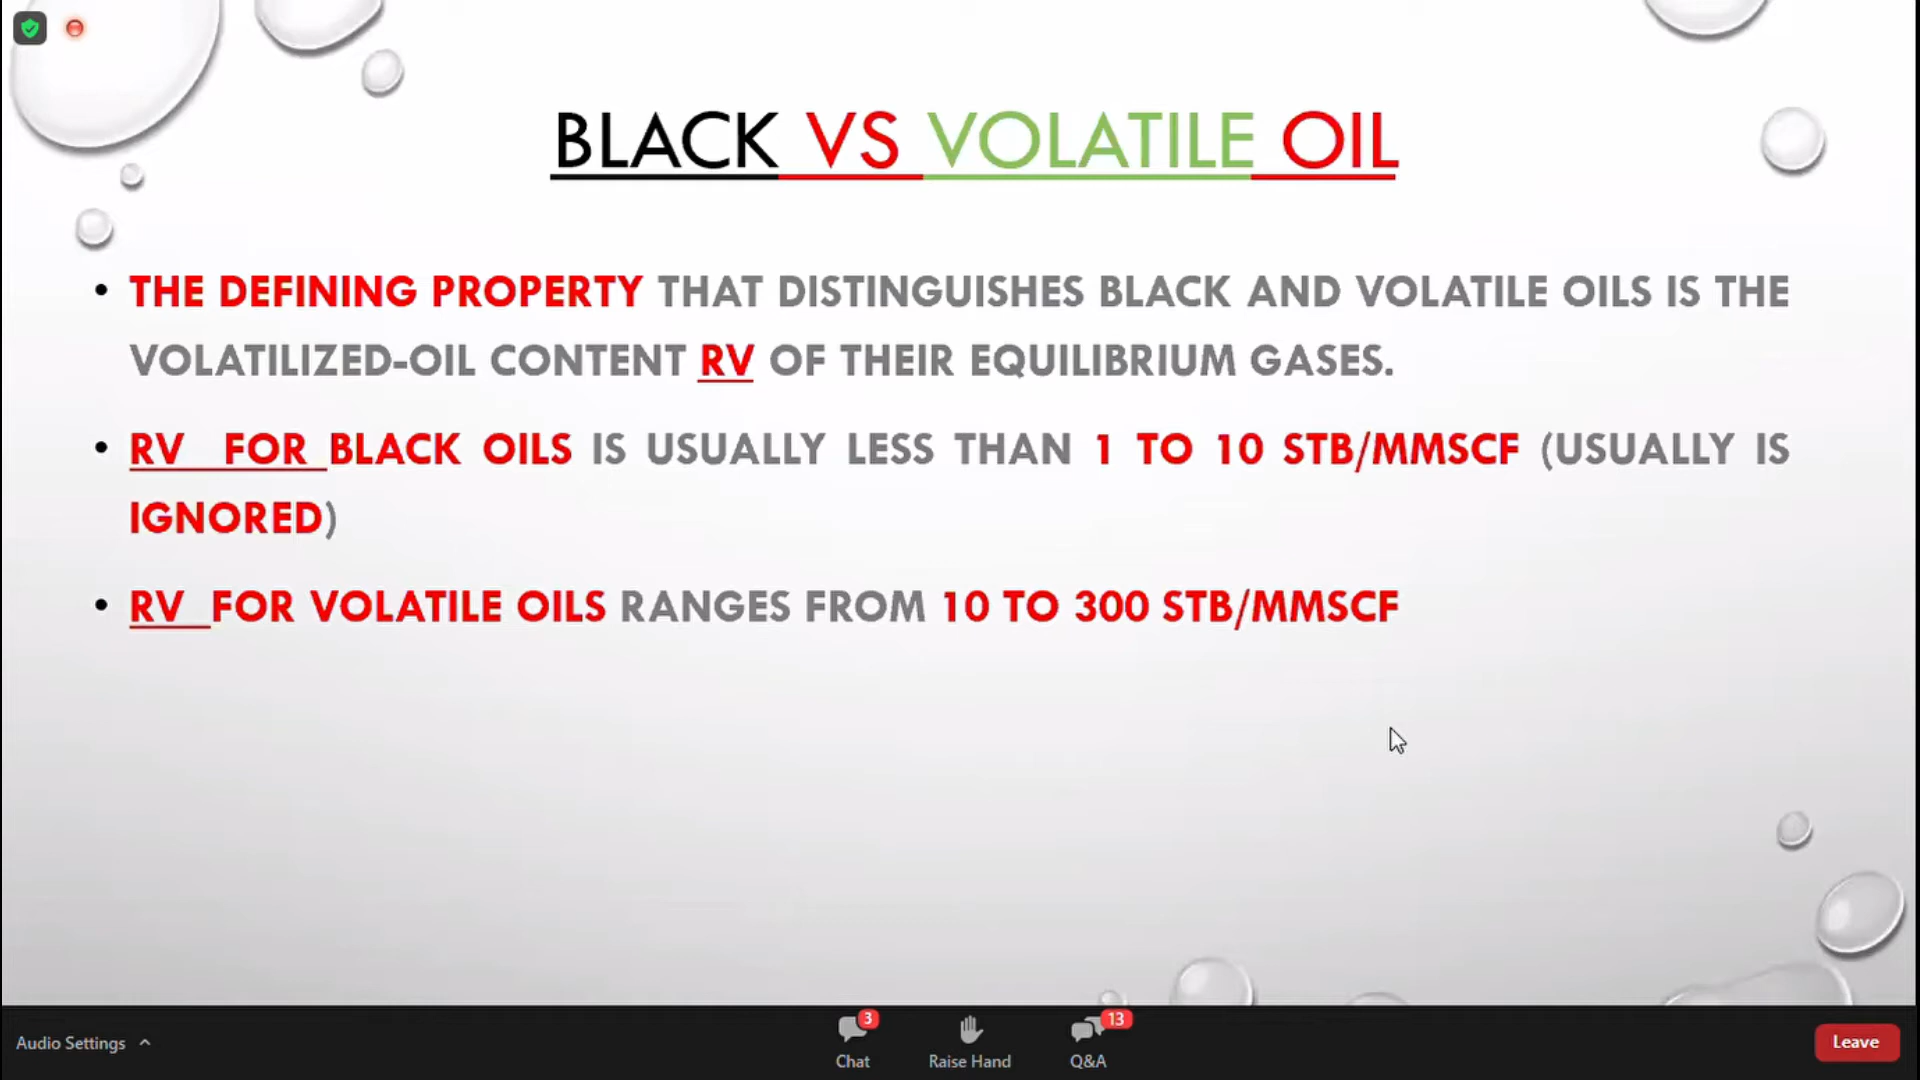 BLACK VS VOLATILE OIL
• THE DEFINING PROPERTY THAT DISTINGUISHES BLACK AND VOLATILE OILS IS THE
VOLATILIZED-OIL CONTENT RV OF THEIR EQUILIBRIUM GASES.
• RV FOR BLACK OILS IS USUALLY LESS THAN 1 TO 10 STB/MMSCF (USUALLY IS
IGNORED)
• RV FOR VOLATILE OILS RANGES FROM 10 TO 300 STB/MMSCF
Audio Settings
3
Chat
Raise Hand
13
Q&A
Leave